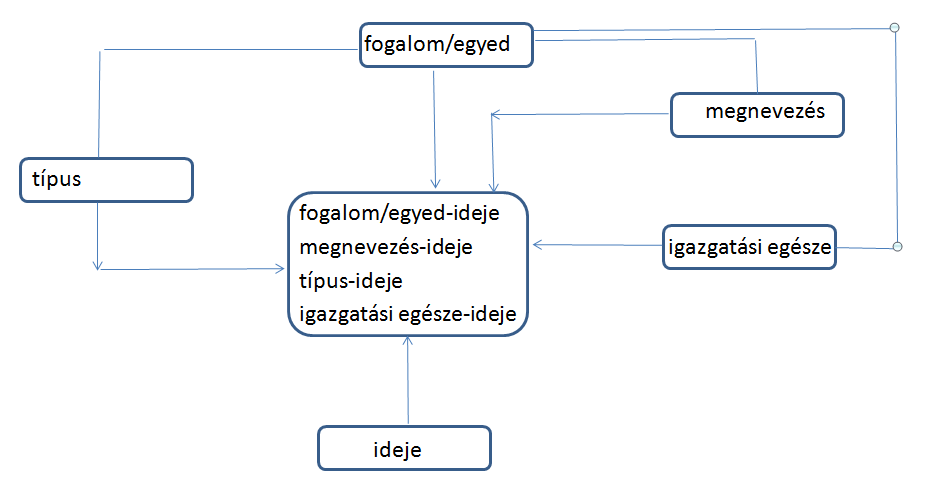 fogalom/egyed
megnevezés
típus
fogalom/egyed-ideje
megnevezés-ideje
típus-ideje
igazgatási egésze-ideje
igazgatási egésze
ideje